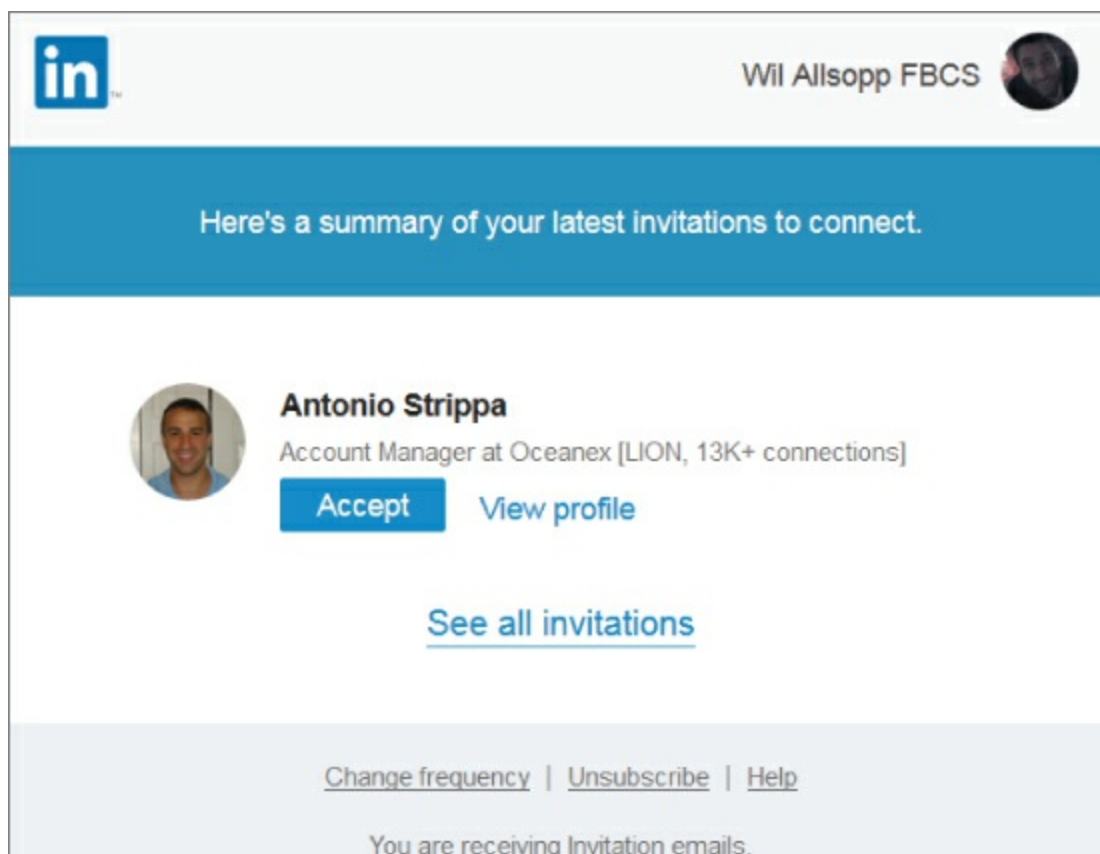 in™
Wil Allsopp FBCS
Here's a summary of your latest invitations to connect.
Antonio Strippa
Account Manager at Oceanex [LION, 13K+ connections]
Accept View profile
See all invitations
Change frequency | Unsubscribe | Help
You are receiving Invitation emails.